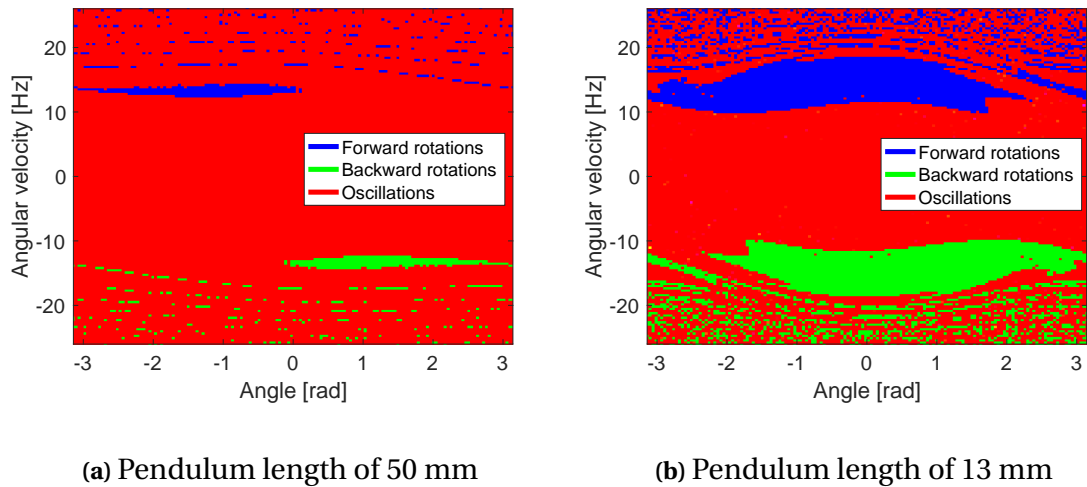 Angular velocity [Hz]
20
10
0
-10
-20
Forward rotations
Backward rotations
Oscillations
-3 -2 -1 0 1 2 3
Angle [rad]
(a) Pendulum length of 50 mm
Angular velocity [Hz]
20
10
0
-10
-20
Forward rotations
Backward rotations
Oscillations
-3 -2 -1 0 1 2 3
Angle [rad]
(b) Pendulum length of 13 mm